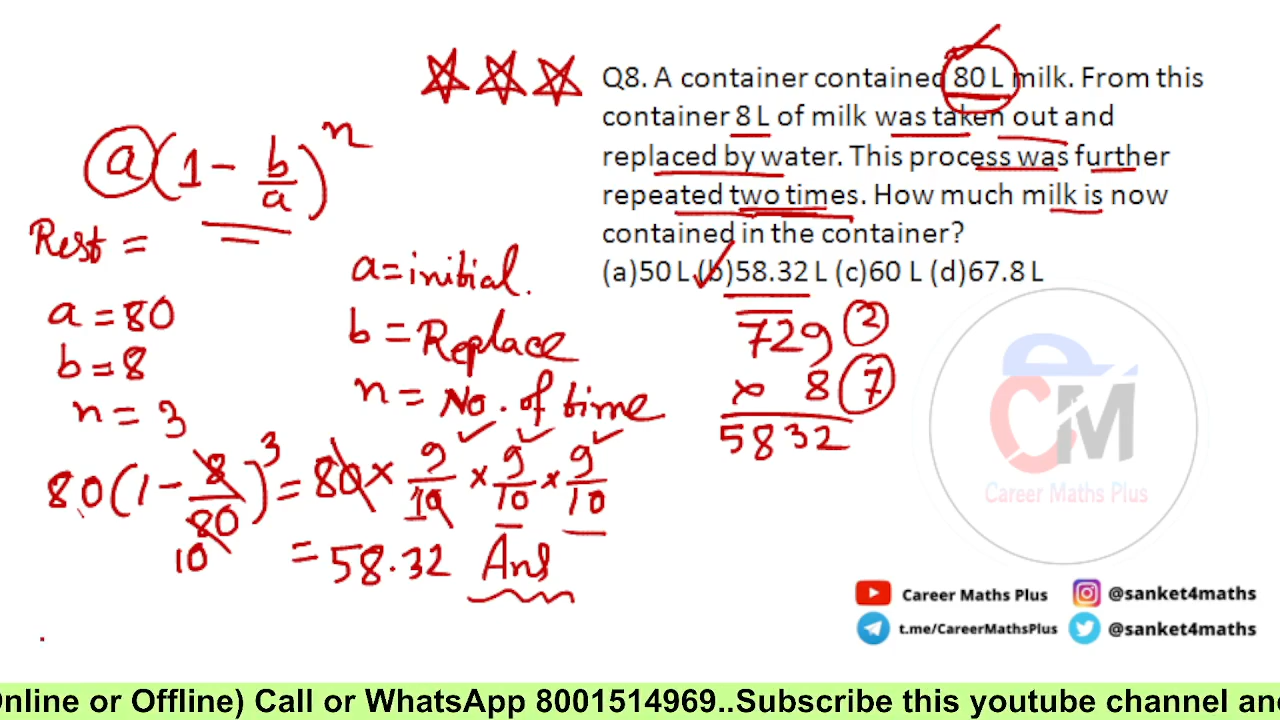 Q8. A container contained 80 L milk. From this
container 8 L of milk was taken out and
replaced by water. This process was further
repeated two times. How much milk is now
contained in the container?
(a)50 L (b)58.32 L (c)60 L (d)67.8 L
a(1 - b/a)^n
Rest =
a = 80
b = 8
n = 3
a = initial.
b = Replace
n = No. of time
80(1 - 8/80)^3 = 80 × 9/10 × 9/10 × 9/10
10
= 58.32 Ans
729 2
× 8 7
5832
CM
Career Maths Plus
Career Maths Plus @sanket4maths
t.me/CareerMathsPlus @sanket4maths
Online or Offline) Call or WhatsApp 8001514969..Subscribe this youtube channel and